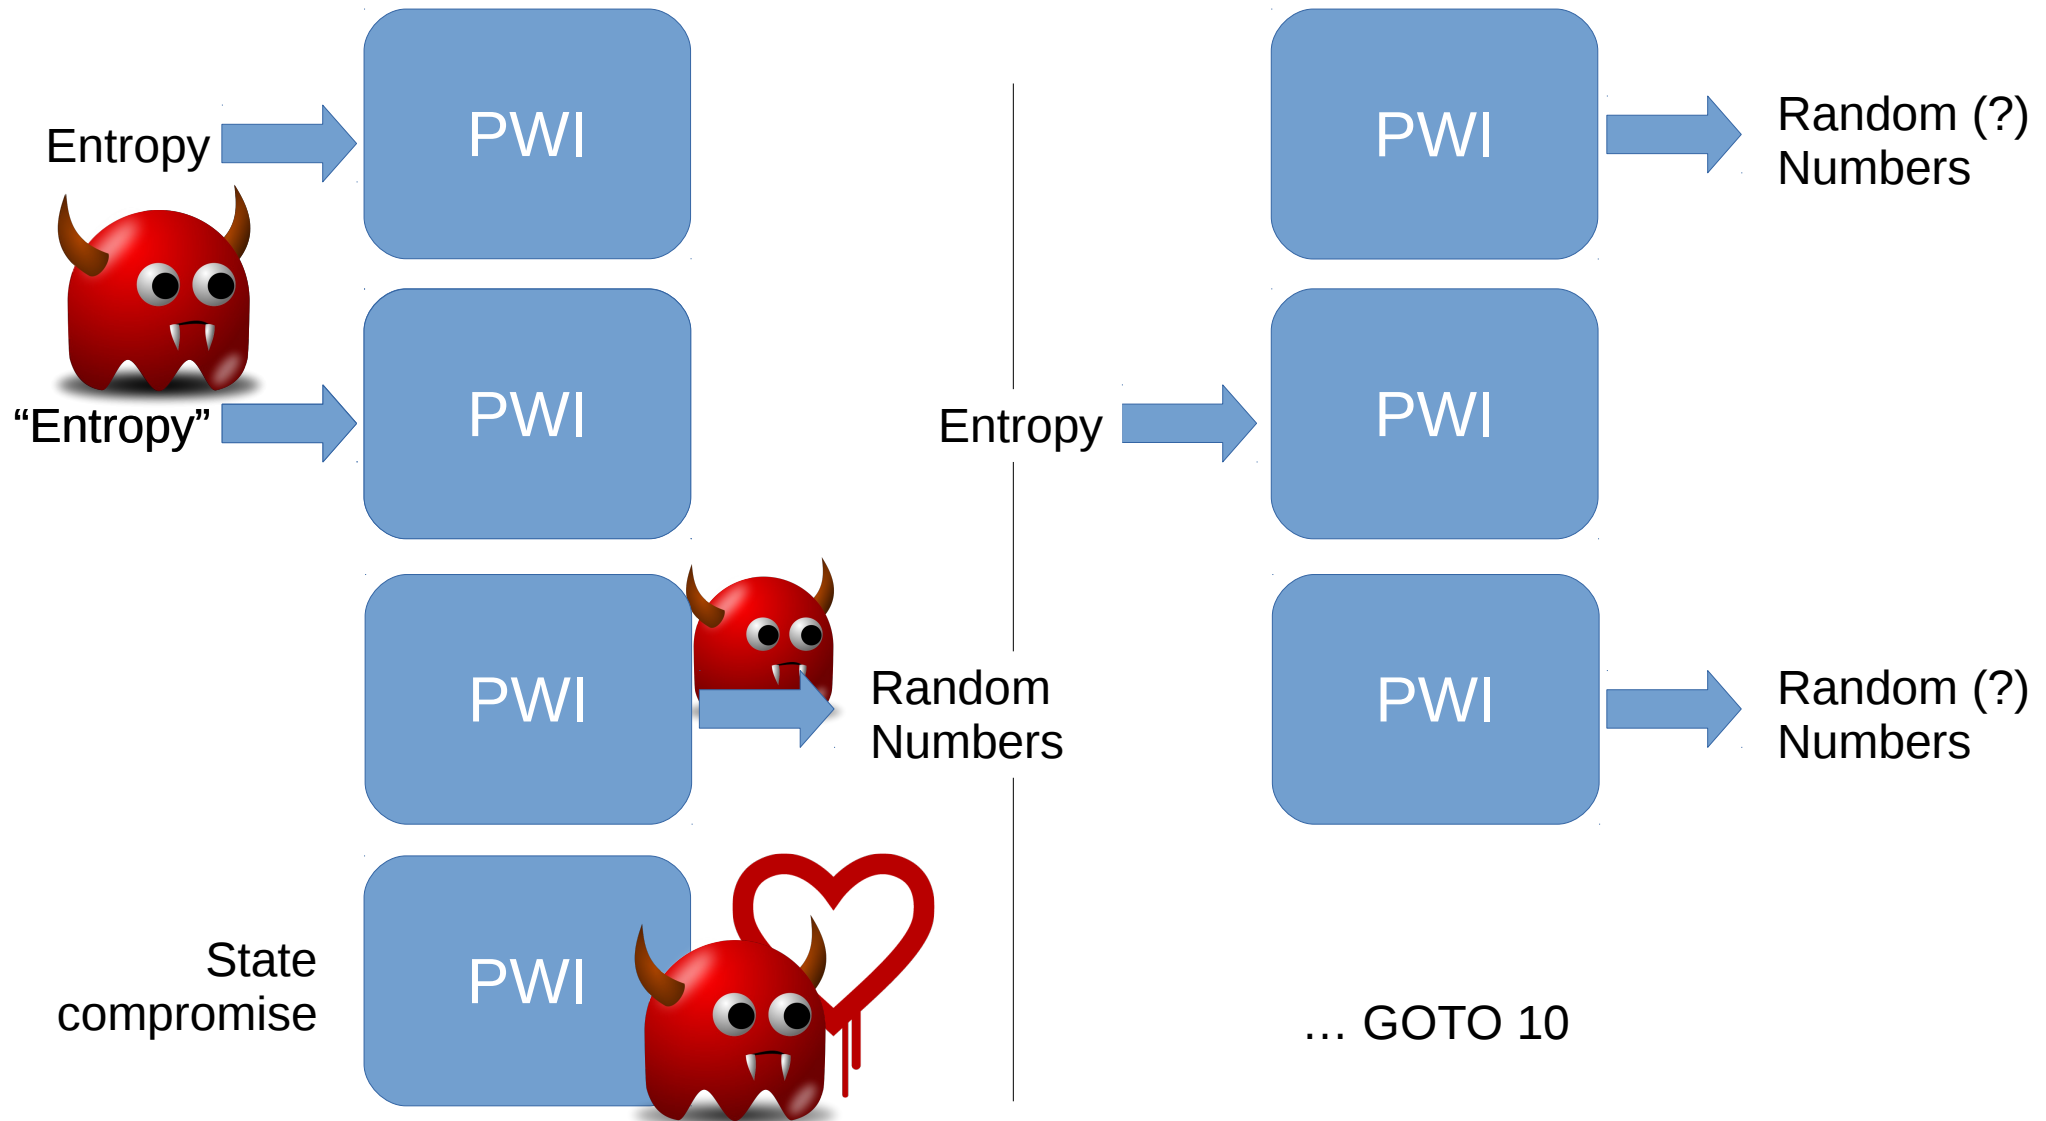 Entropy
PWI
“Entropy”
PWI
PWI
Random
Numbers
State
compromise
PWI
PWI
Random (?)
Numbers
Entropy
PWI
PWI
Random (?)
Numbers
... GOTO 10